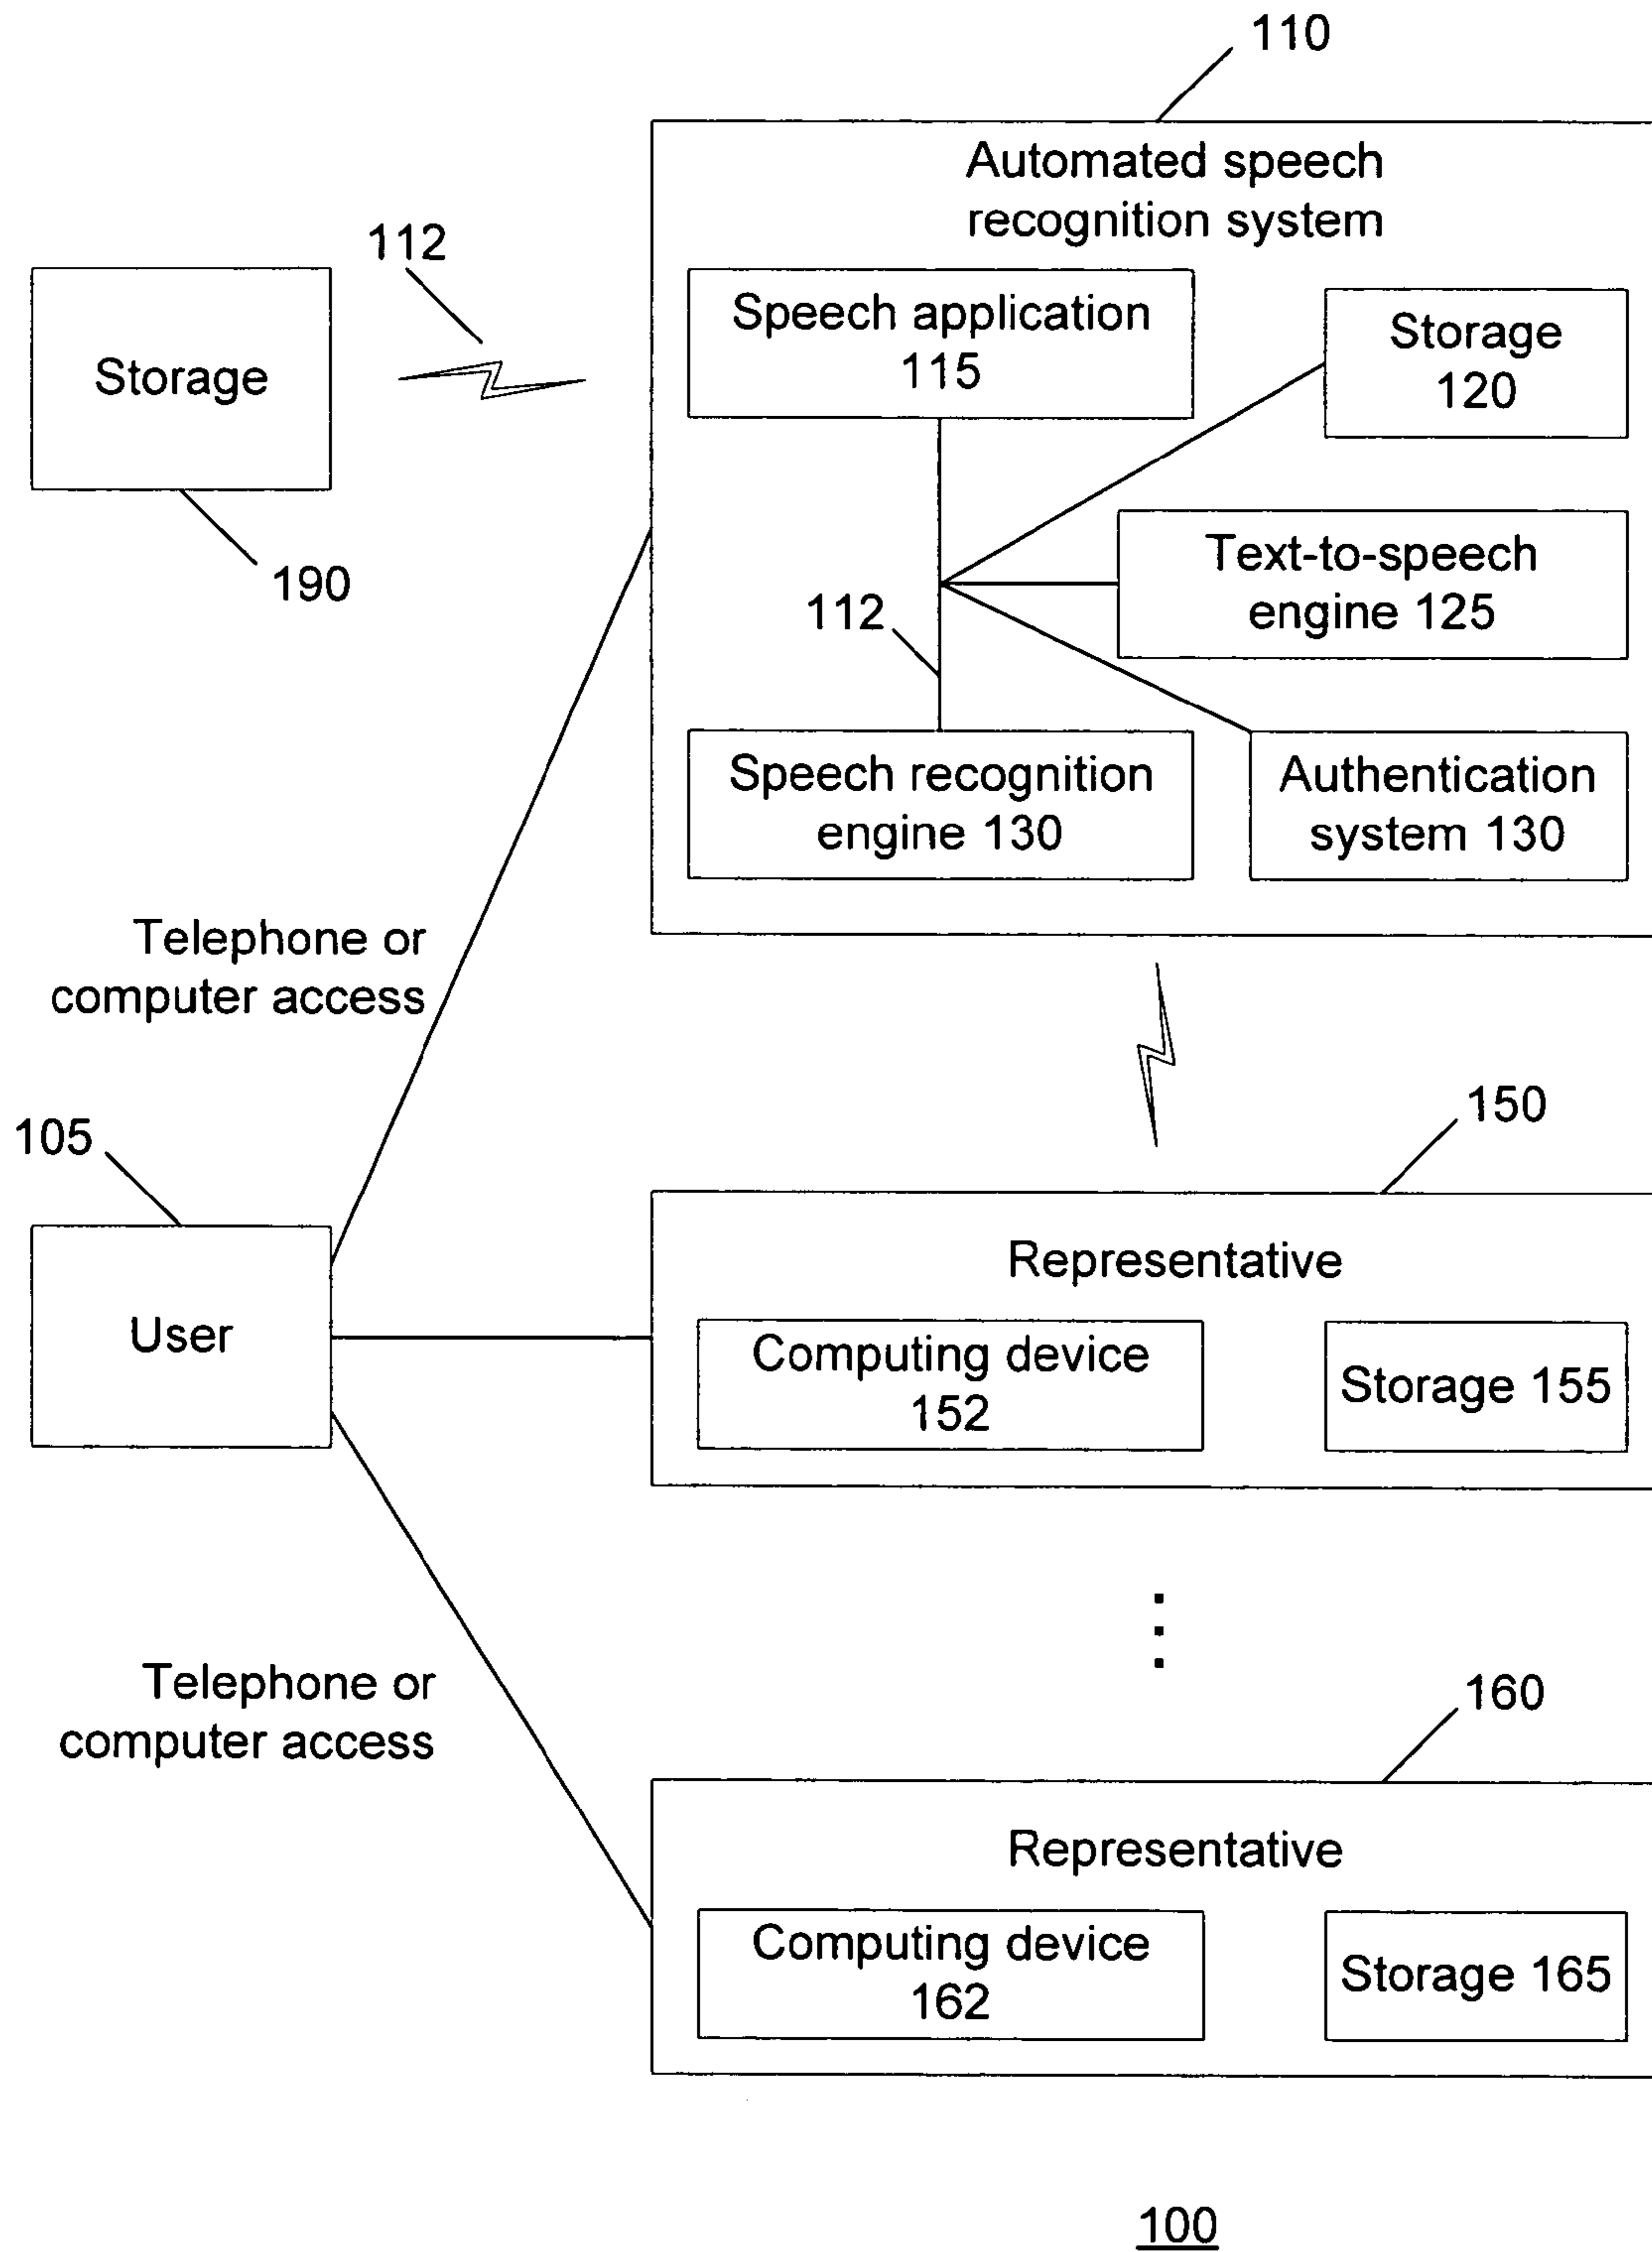 110
Automated speech
recognition system
112
Storage
190
Speech application
115
Storage
120
Text-to-speech
engine 125
112
Speech recognition
engine 130
Authentication
system 130
Telephone or
computer access
105
User
150
Representative
Computing device
152
Storage 155
Telephone or
computer access
160
Representative
Computing device
162
Storage 165
100